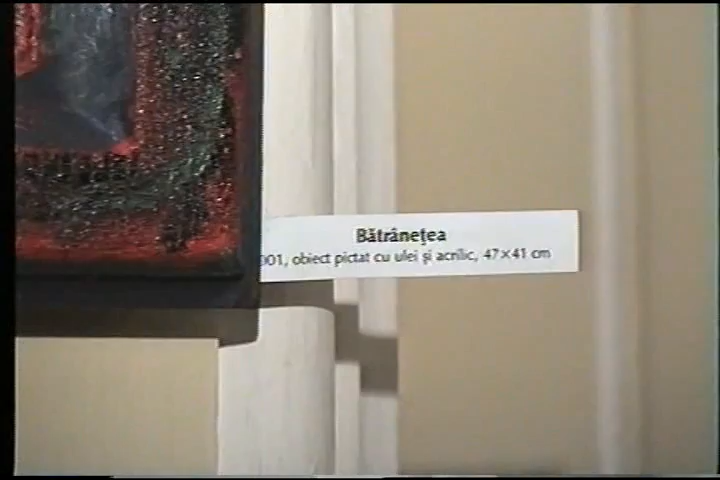 Bătrânețea
001, obiect pictat cu ulei și acrilic, 47×41 cm